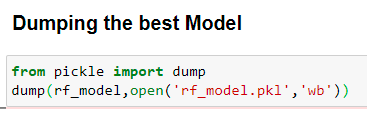 Dumping the best Model
from pickle import dump
dump(rf_model,open('rf_model.pkl','wb'))